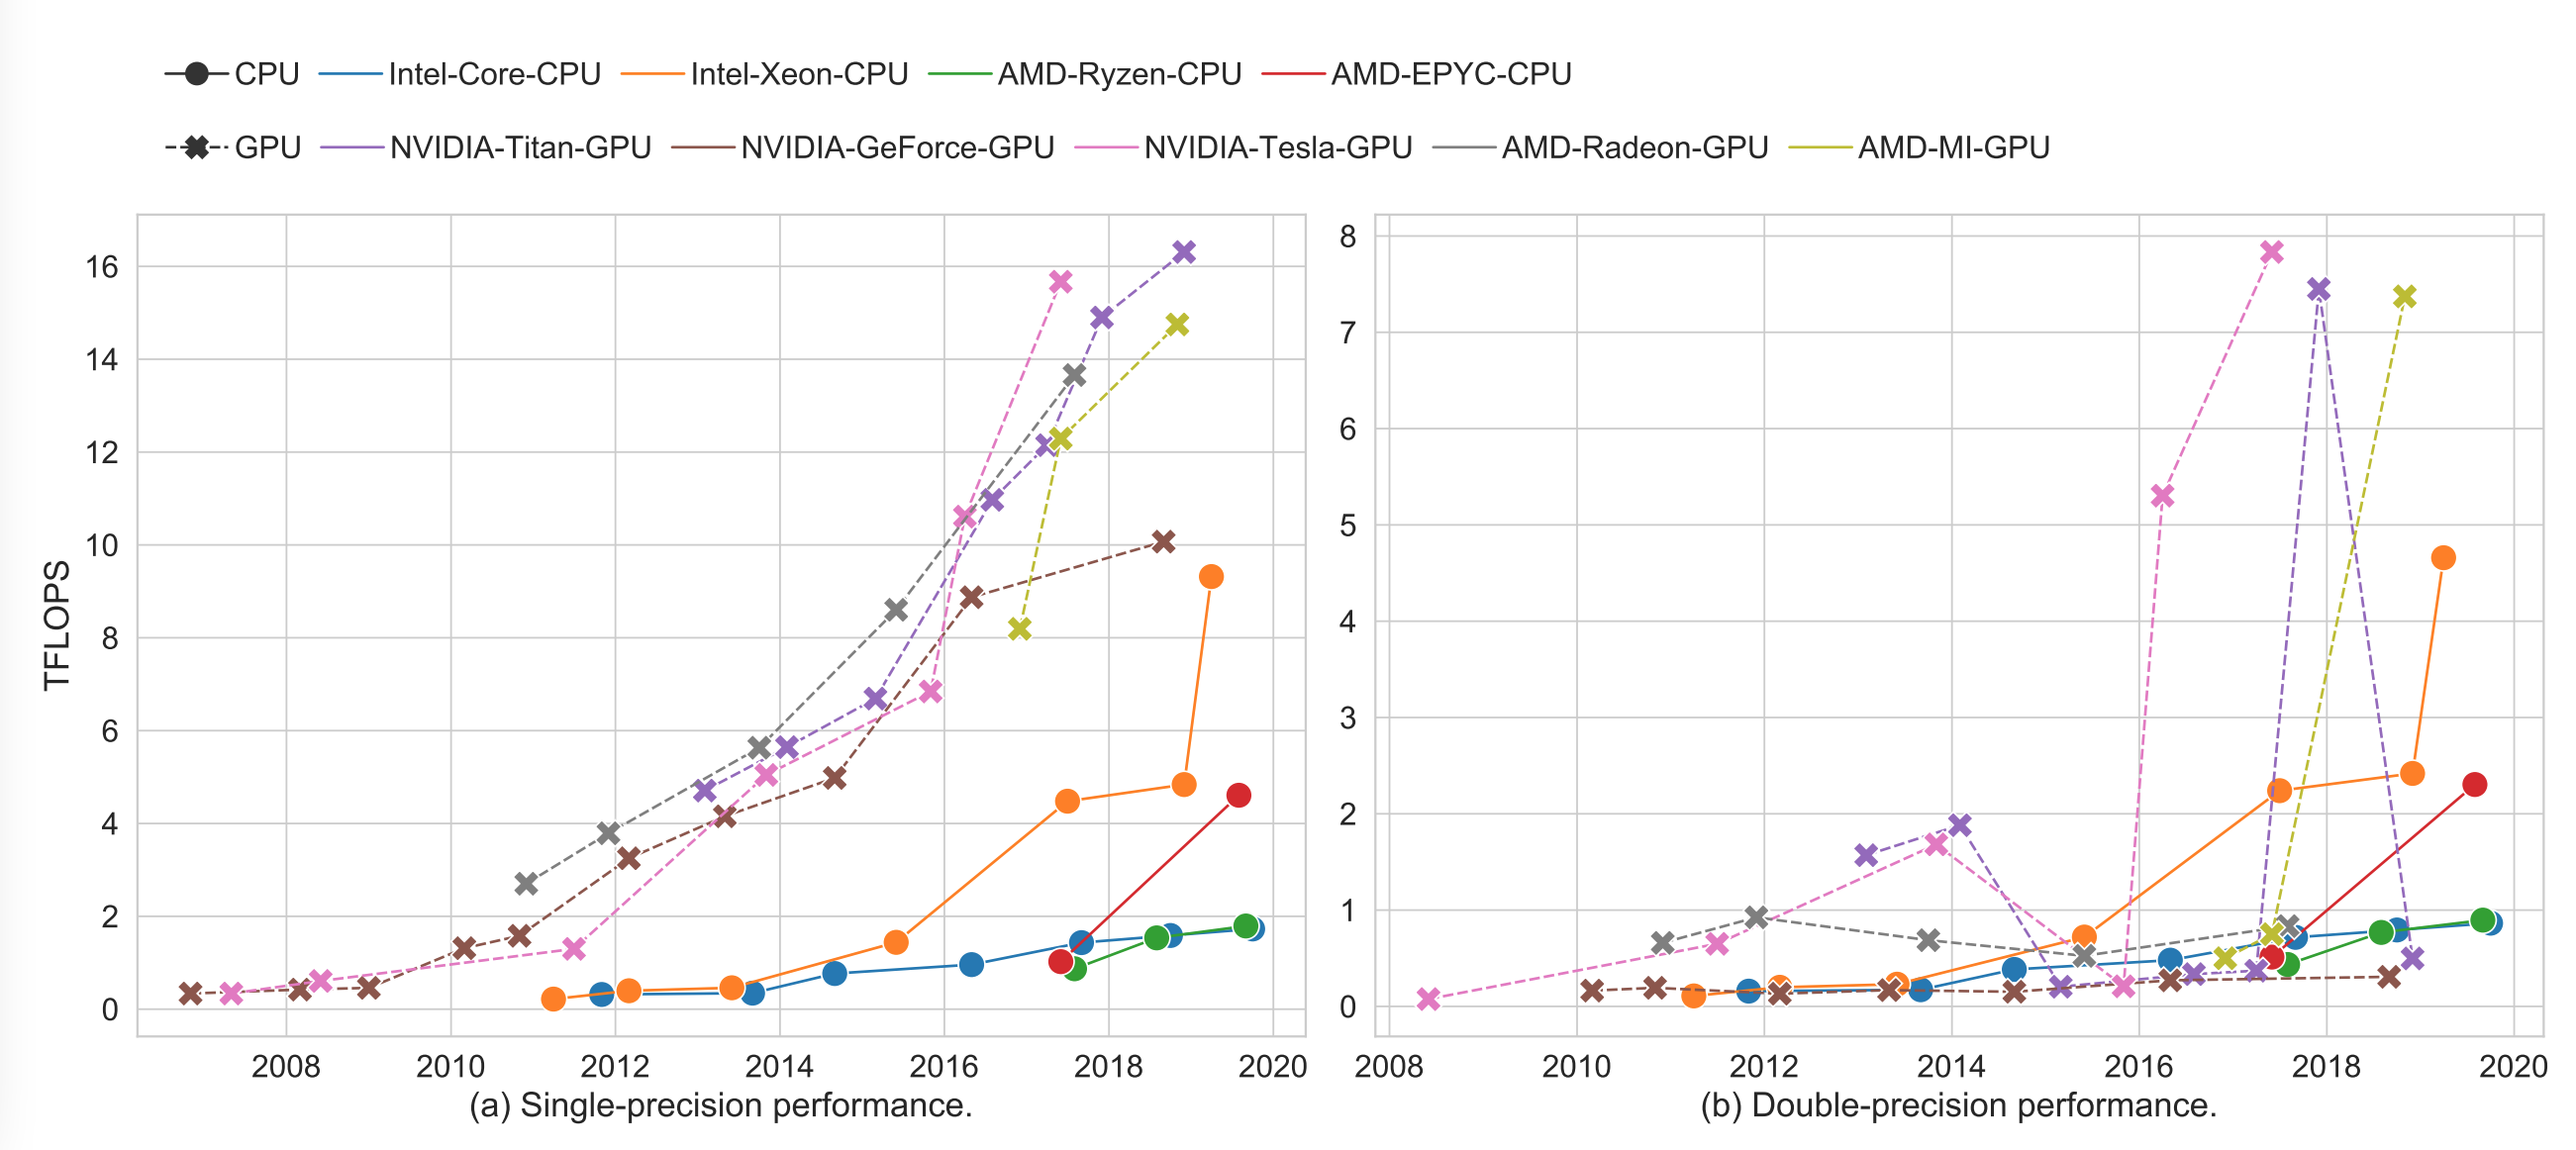 CPU Intel-Core-CPU Intel-Xeon-CPU AMD-Ryzen-CPU AMD-EPYC-CPU
GPU NVIDIA-Titan-GPU NVIDIA-GeForce-GPU NVIDIA-Tesla-GPU AMD-Radeon-GPU AMD-MI-GPU
TFLOPS
16
14
12
10
8
6
4
2
0
2008 2010 2012 2014 2016 2018 2020
(a) Single-precision performance.
8
7
6
5
4
3
2
1
0
2008 2010 2012 2014 2016 2018 2020
(b) Double-precision performance.